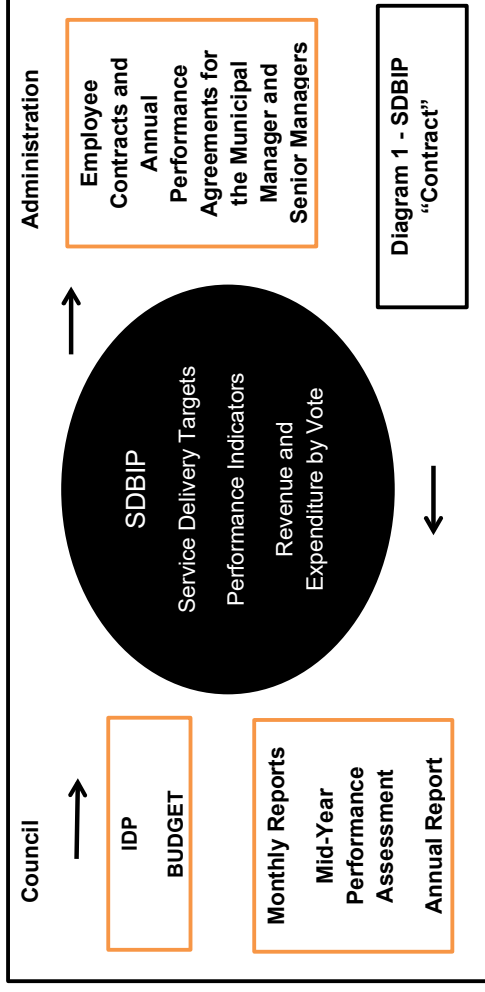 Council
IDP
BUDGET
Monthly Reports
Mid-Year
Performance
Assessment
Annual Report
SDBIP
Service Delivery Targets
Performance Indicators
Revenue and
Expenditure by Vote
Administration
Employee
Contracts and
Annual
Performance
Agreements for
the Municipal
Manager and
Senior Managers
Diagram 1 - SDBIP
“Contract”